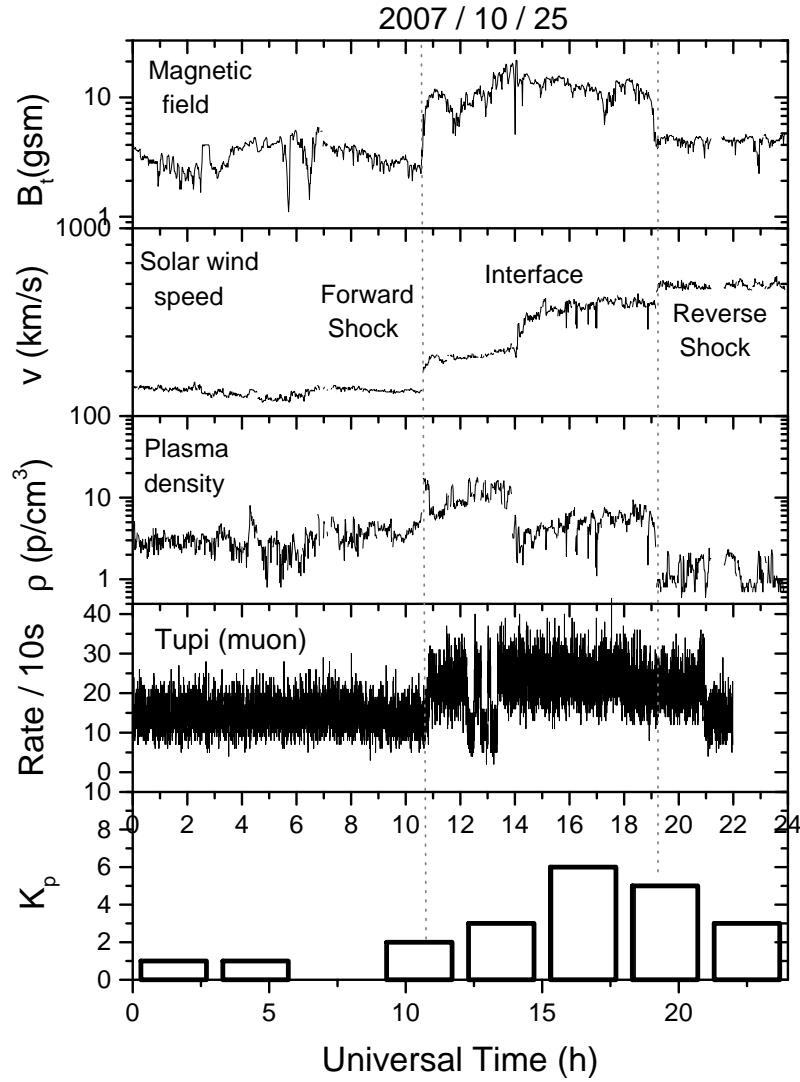 2007 / 10 / 25
Magnetic
field
B_t(gsm)
10
1
1000
Solar wind
speed
Forward
Shock
Interface
Reverse
Shock
v (km/s)
100
Plasma
density
ρ (p/cm³)
10
1
Tupi (muon)
Rate / 10s
40
30
20
10
0
10
0 2 4 6 8 10 12 14 16 18 20 22 24
K_p
8
6
4
2
0
0 5 10 15 20
Universal Time (h)